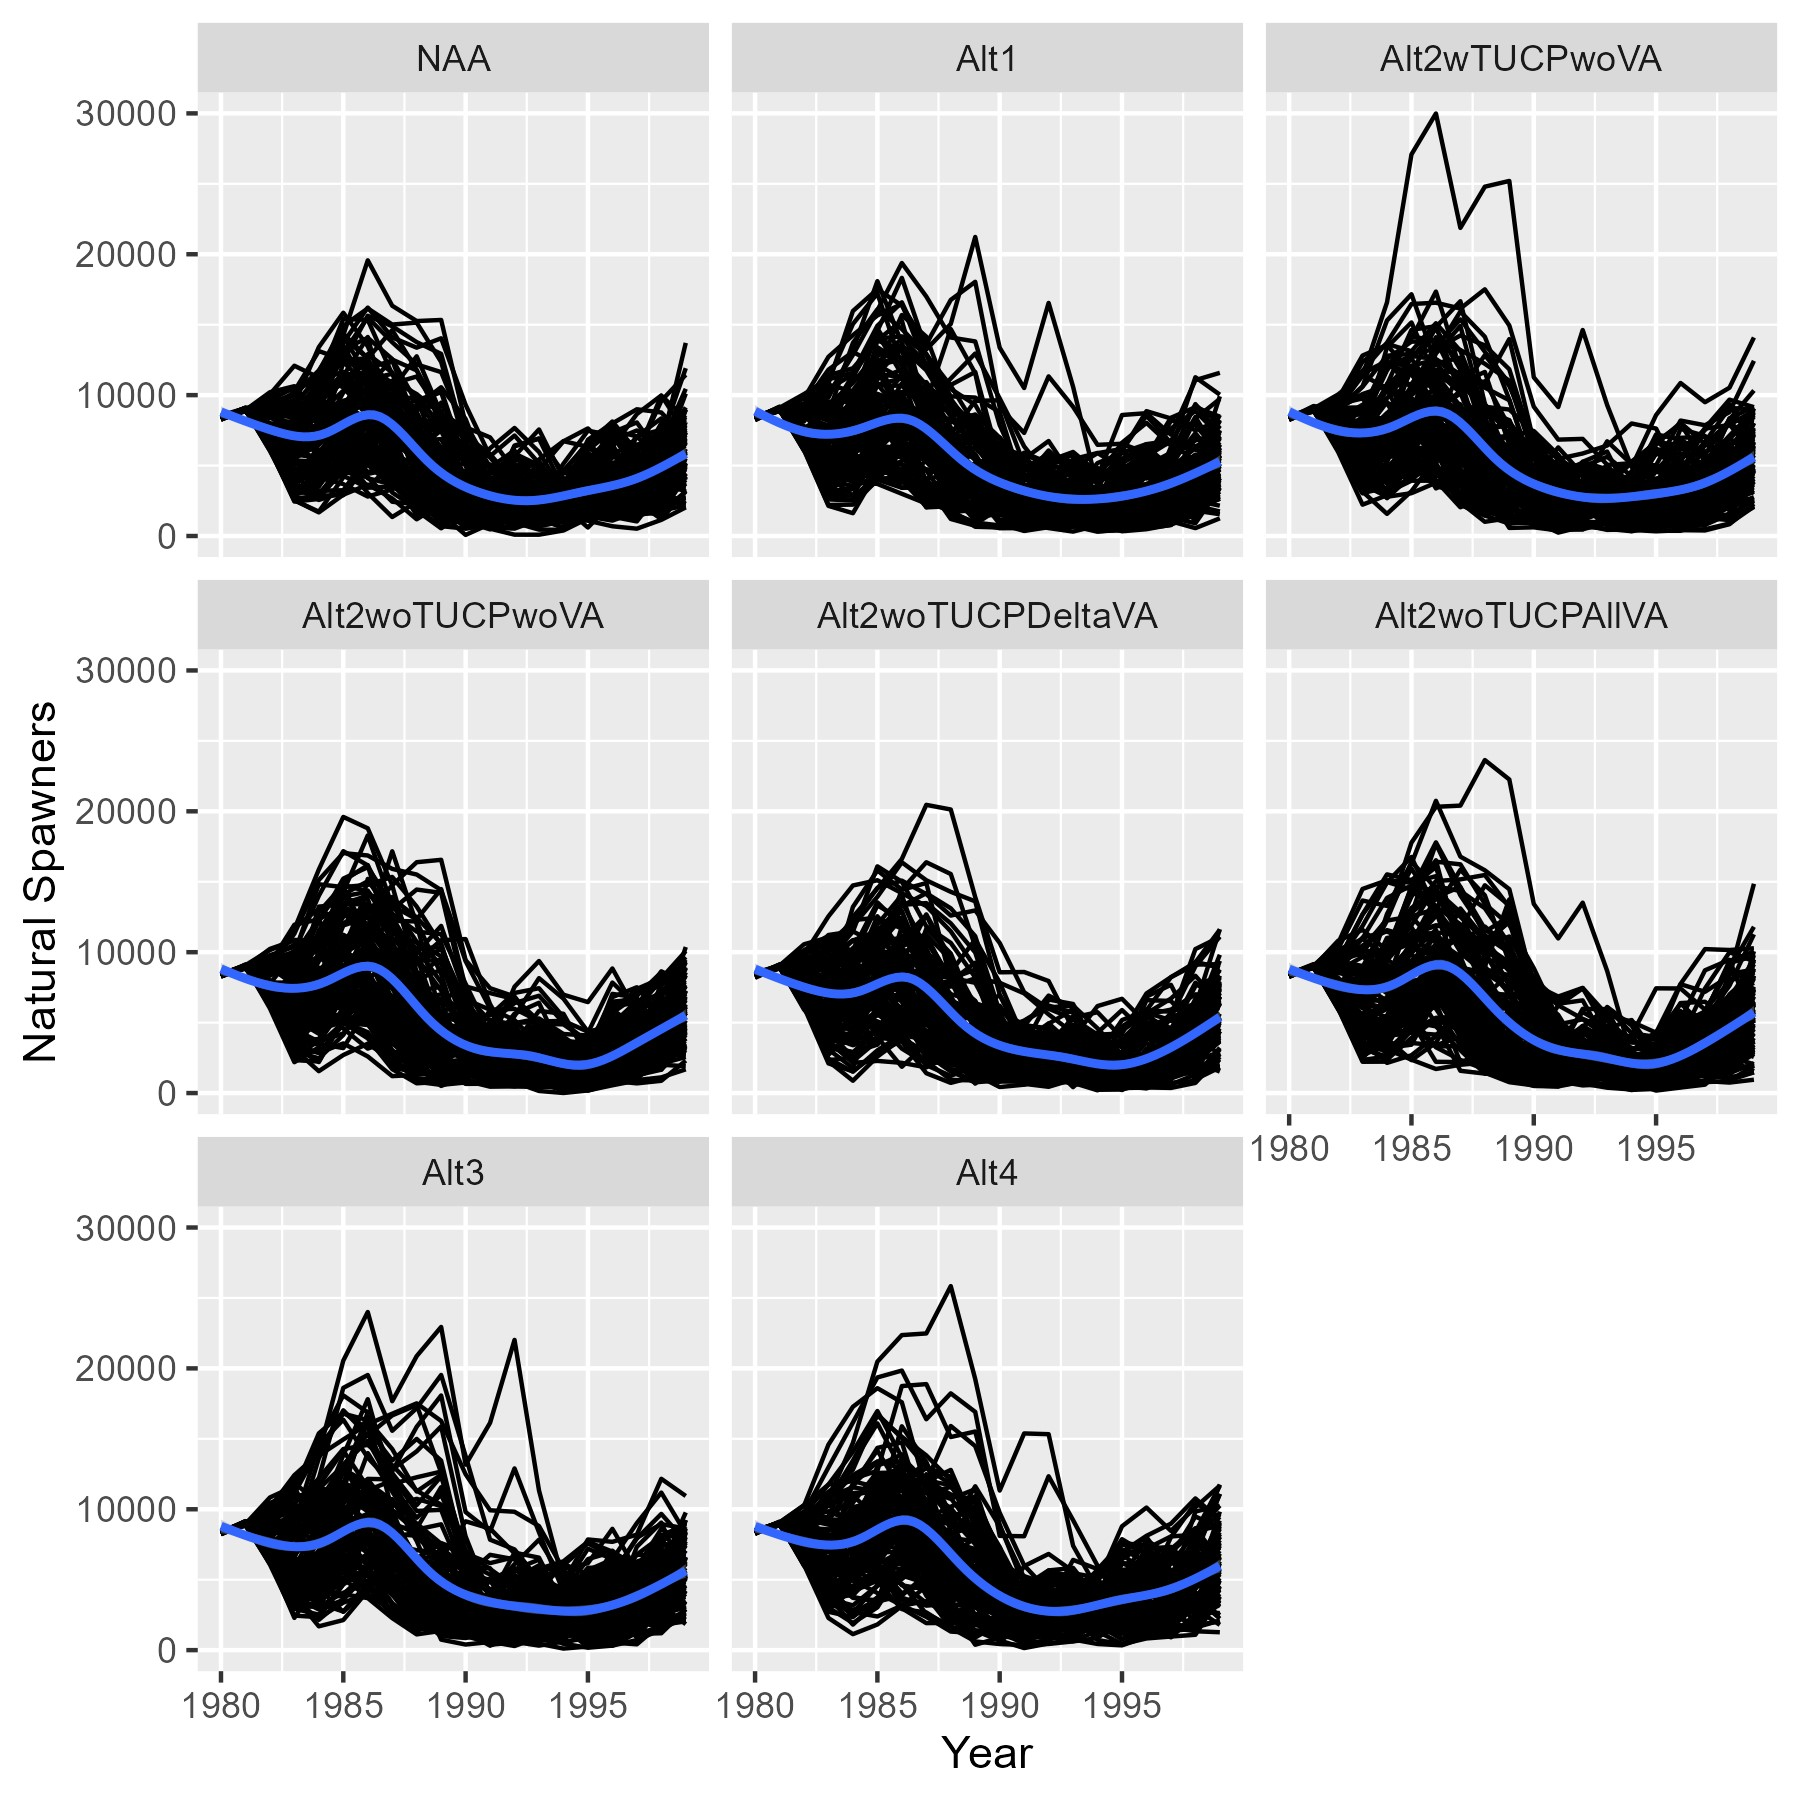 NAA Alt1 Alt2wTUCPwoVA
30000
20000
10000
0
Alt2woTUCPwoVA Alt2woTUCPDeltaVA Alt2woTUCPAllVA
30000
20000
10000
0
1980 1985 1990 1995
Alt3 Alt4
30000
20000
10000
0
1980 1985 1990 1995 1980 1985 1990 1995
Year
Natural Spawners